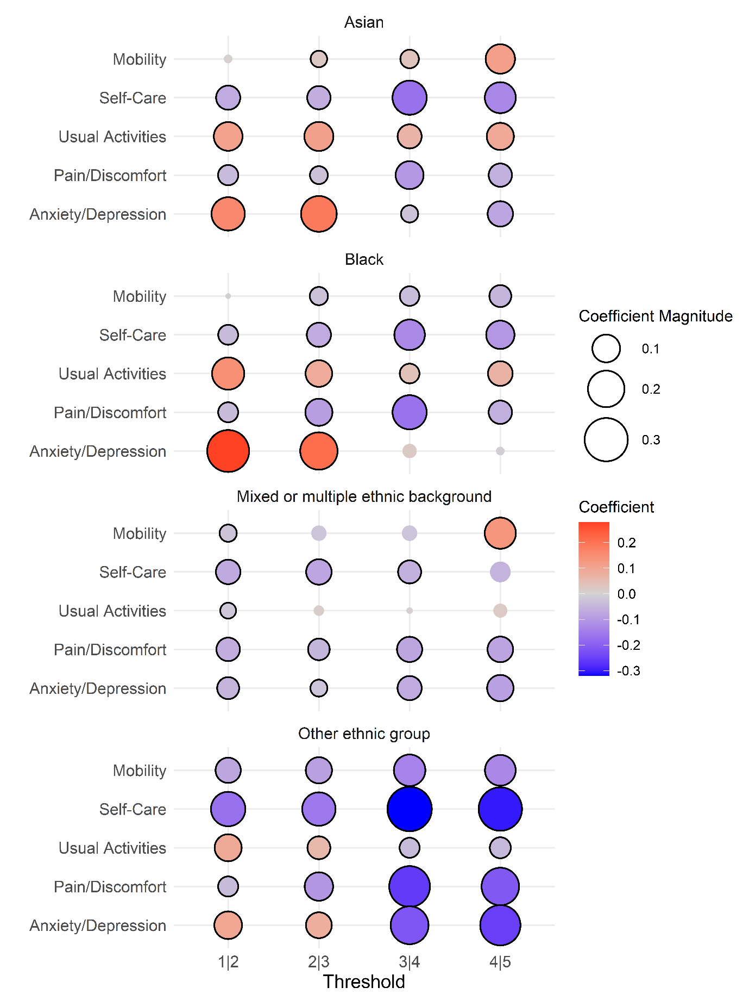 Asian
Mobility
Self-Care
Usual Activities
Pain/Discomfort
Anxiety/Depression
Black
Mobility
Self-Care
Usual Activities
Pain/Discomfort
Anxiety/Depression
Mixed or multiple ethnic background
Mobility
Self-Care
Usual Activities
Pain/Discomfort
Anxiety/Depression
Other ethnic group
Mobility
Self-Care
Usual Activities
Pain/Discomfort
Anxiety/Depression
1|2 2|3 3|4 4|5
Threshold
Coefficient Magnitude
0.1
0.2
0.3
Coefficient
0.2
0.1
0.0
-0.1
-0.2
-0.3